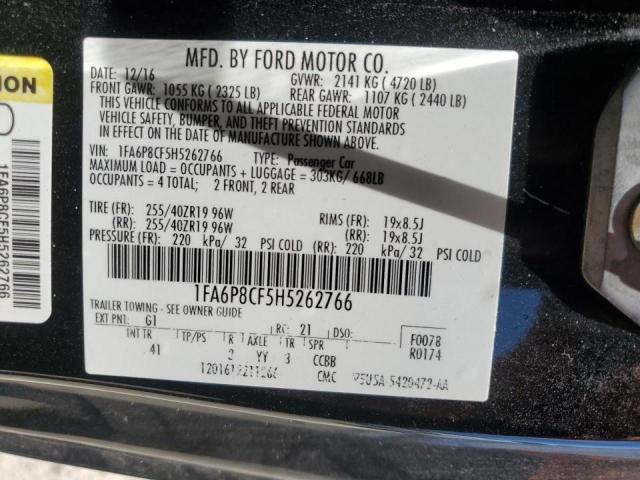 MFD. BY FORD MOTOR CO.
DATE: 12/16 GVWR: 2141 KG ( 4720 LB)
FRONT GAWR: 1055 KG ( 2325 LB) REAR GAWR: 1107 KG ( 2440 LB)
THIS VEHICLE CONFORMS TO ALL APPLICABLE FEDERAL MOTOR
VEHICLE SAFETY, BUMPER, AND THEFT PREVENTION STANDARDS
IN EFFECT ON THE DATE OF MANUFACTURE SHOWN ABOVE.
VIN: 1FA6P8CF5H5262766 TYPE: Passenger Car
MAXIMUM LOAD = OCCUPANTS + LUGGAGE = 303KG/ 668LB
OCCUPANTS = 4 TOTAL; 2 FRONT, 2 REAR
TIRE (FR): 255/40ZR19 96W RIMS (FR): 19x8.5J
(RR): 255/40ZR19 96W (RR): 19x8.5J
PRESSURE (FR): 220 kPa/ 32 PSI COLD (RR): 220 kPa/ 32 PSI COLD
1FA6P8CF5H5262766
TRAILER TOWING - SEE OWNER GUIDE
EXT PNT: G1 RC: 21 DSO: F0078
INT TR TP/PS R AXLE TR SPR R0174
41 2 YY 3 CCBB
CMC
TION
1FA6P8CF5H5262766